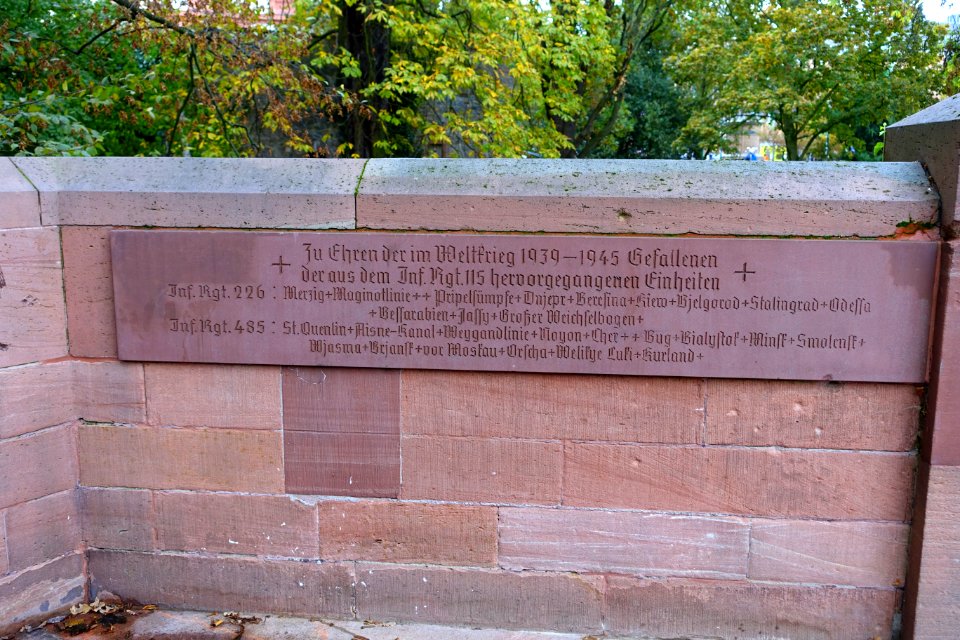 Zu Ehren der im Weltkrieg 1939–1945 Gefallenen
+ der aus dem Inf. Rgt. 115 hervorgegangenen Einheiten +
Inf. Rgt. 226 : Merzig + Maginotlinie ++ Pripelsümpfe + Dnjepr + Beresina + Kiew + Bjelgorod + Stalingrad + Odessa
+ Bessarabien + Jassy + Großer Weichselbogen +
Inf. Rgt. 485 : St. Quentin + Aisne-Kanal + Weygandlinie + Noyon + Cher ++ Bug + Bialystok + Minsk + Smolensk +
Wjasma + Brjansk + vor Moskau + Orscha + Welikje Luki + Kurland +